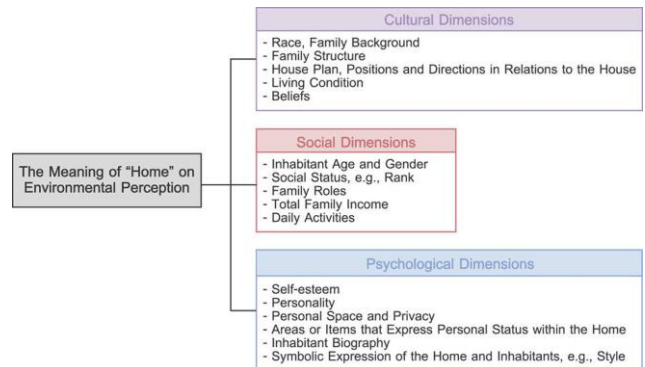 The Meaning of “Home” on
Environmental Perception
Cultural Dimensions
- Race, Family Background
- Family Structure
- House Plan, Positions and Directions in Relations to the House
- Living Condition
- Beliefs
Social Dimensions
- Inhabitant Age and Gender
- Social Status, e.g., Rank
- Family Roles
- Total Family Income
- Daily Activities
Psychological Dimensions
- Self-esteem
- Personality
- Personal Space and Privacy
- Areas or Items that Express Personal Status within the Home
- Inhabitant Biography
- Symbolic Expression of the Home and Inhabitants, e.g., Style